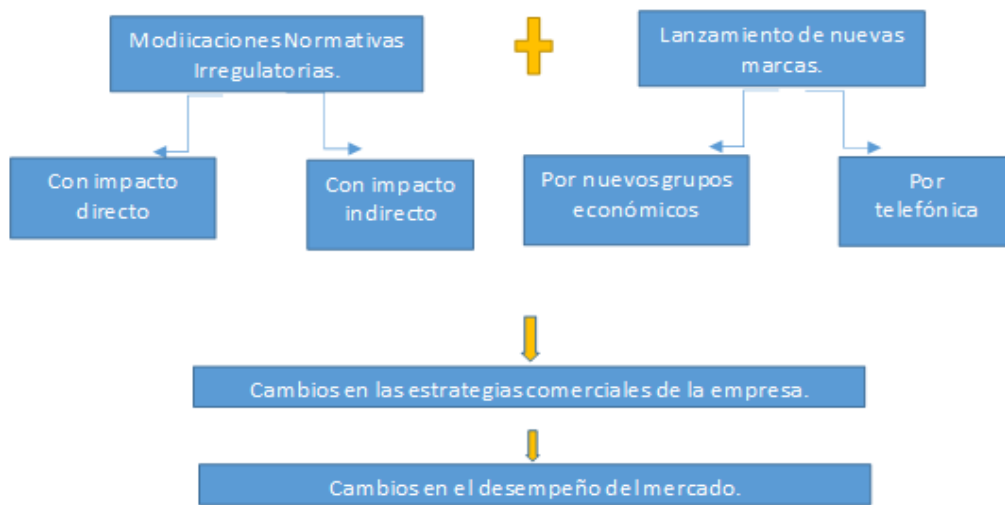 Modiicaciones Normativas
Irregulatorias.
Lanzamiento de nuevas
marcas.
Con impacto
directo
Con impacto
indirecto
Por nuevos grupos
económicos
Por
telefónica
Cambios en las estrategias comerciales de la empresa.
Cambios en el desempeño del mercado.